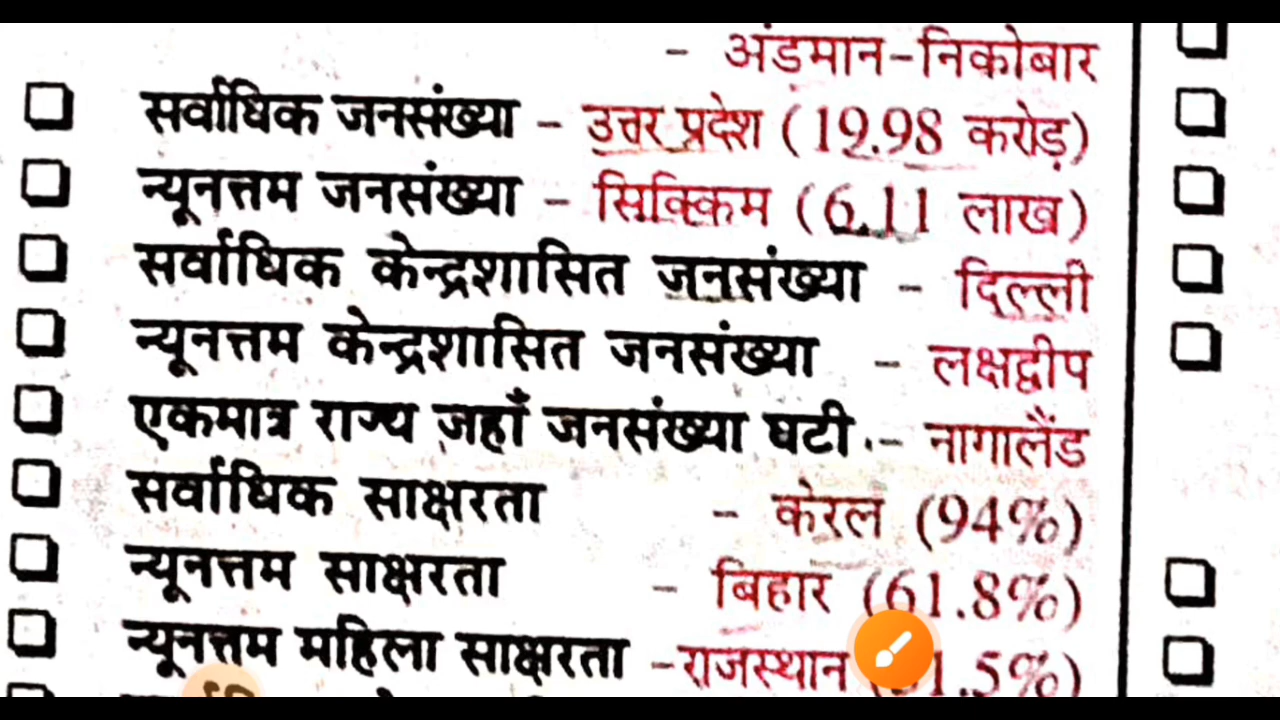 - अंडमान-निकोबार
सर्वाधिक जनसंख्या - उत्तर प्रदेश (19.98 करोड़)
न्यूनत्तम जनसंख्या - सिक्किम (6.11 लाख)
सर्वाधिक केन्द्रशासित जनसंख्या - दिल्ली
न्यूनत्तम केन्द्रशासित जनसंख्या - लक्षद्वीप
एकमात्र राज्य जहाँ जनसंख्या घटी - नागालैंड
सर्वाधिक साक्षरता - केरल (94%)
न्यूनत्तम साक्षरता - बिहार (61.8%)
न्यूनत्तम महिला साक्षरता - राजस्थान 1.5%)